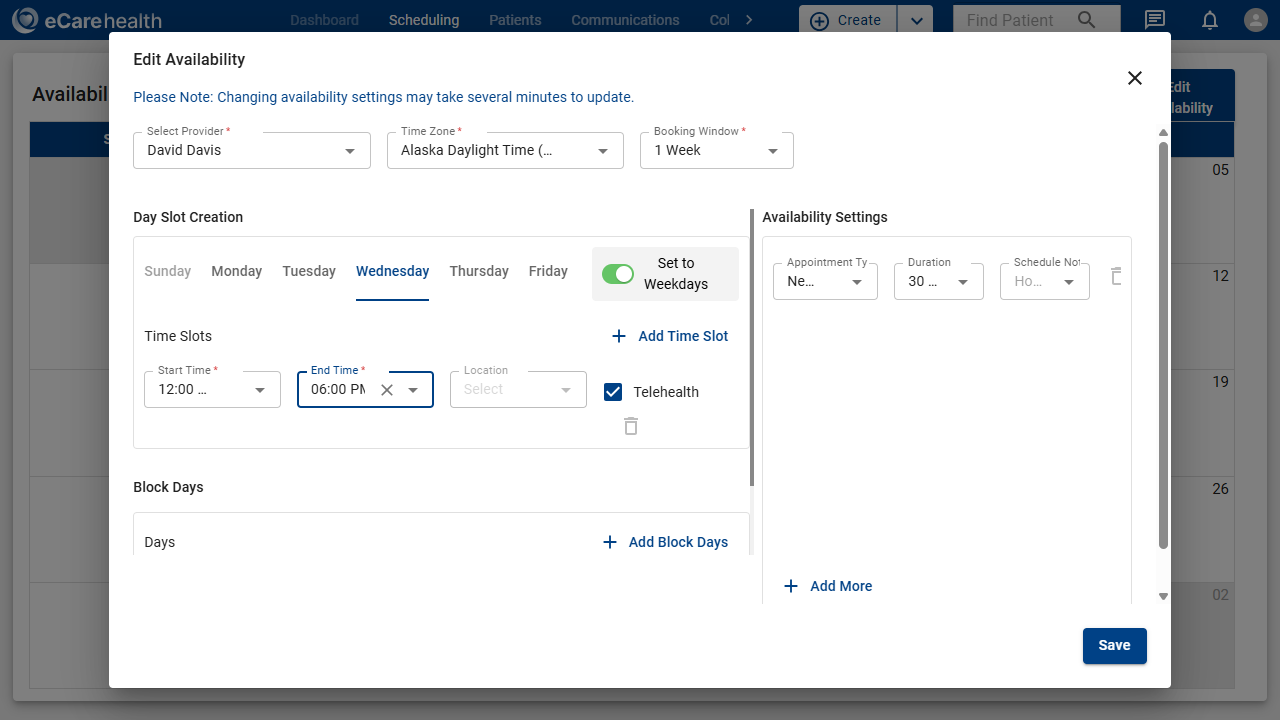 eCarehealth
Dashboard
Scheduling
Patients
Communications
Col
Create
Find Patient
Edit Availability
Please Note: Changing availability settings may take several minutes to update.
Availabil
Edit
lability
S
Select Provider *
David Davis
Time Zone *
Alaska Daylight Time (...
Booking Window *
1 Week
05
12
19
26
02
Day Slot Creation
Sunday
Monday
Tuesday
Wednesday
Thursday
Friday
Set to
Weekdays
Time Slots
Add Time Slot
Start Time *
12:00 ...
End Time *
06:00 PM
Location
Select
Telehealth
Block Days
Days
Add Block Days
Availability Settings
Appointment Ty
Ne...
Duration
30 ...
Schedule Not
Ho...
Add More
Save